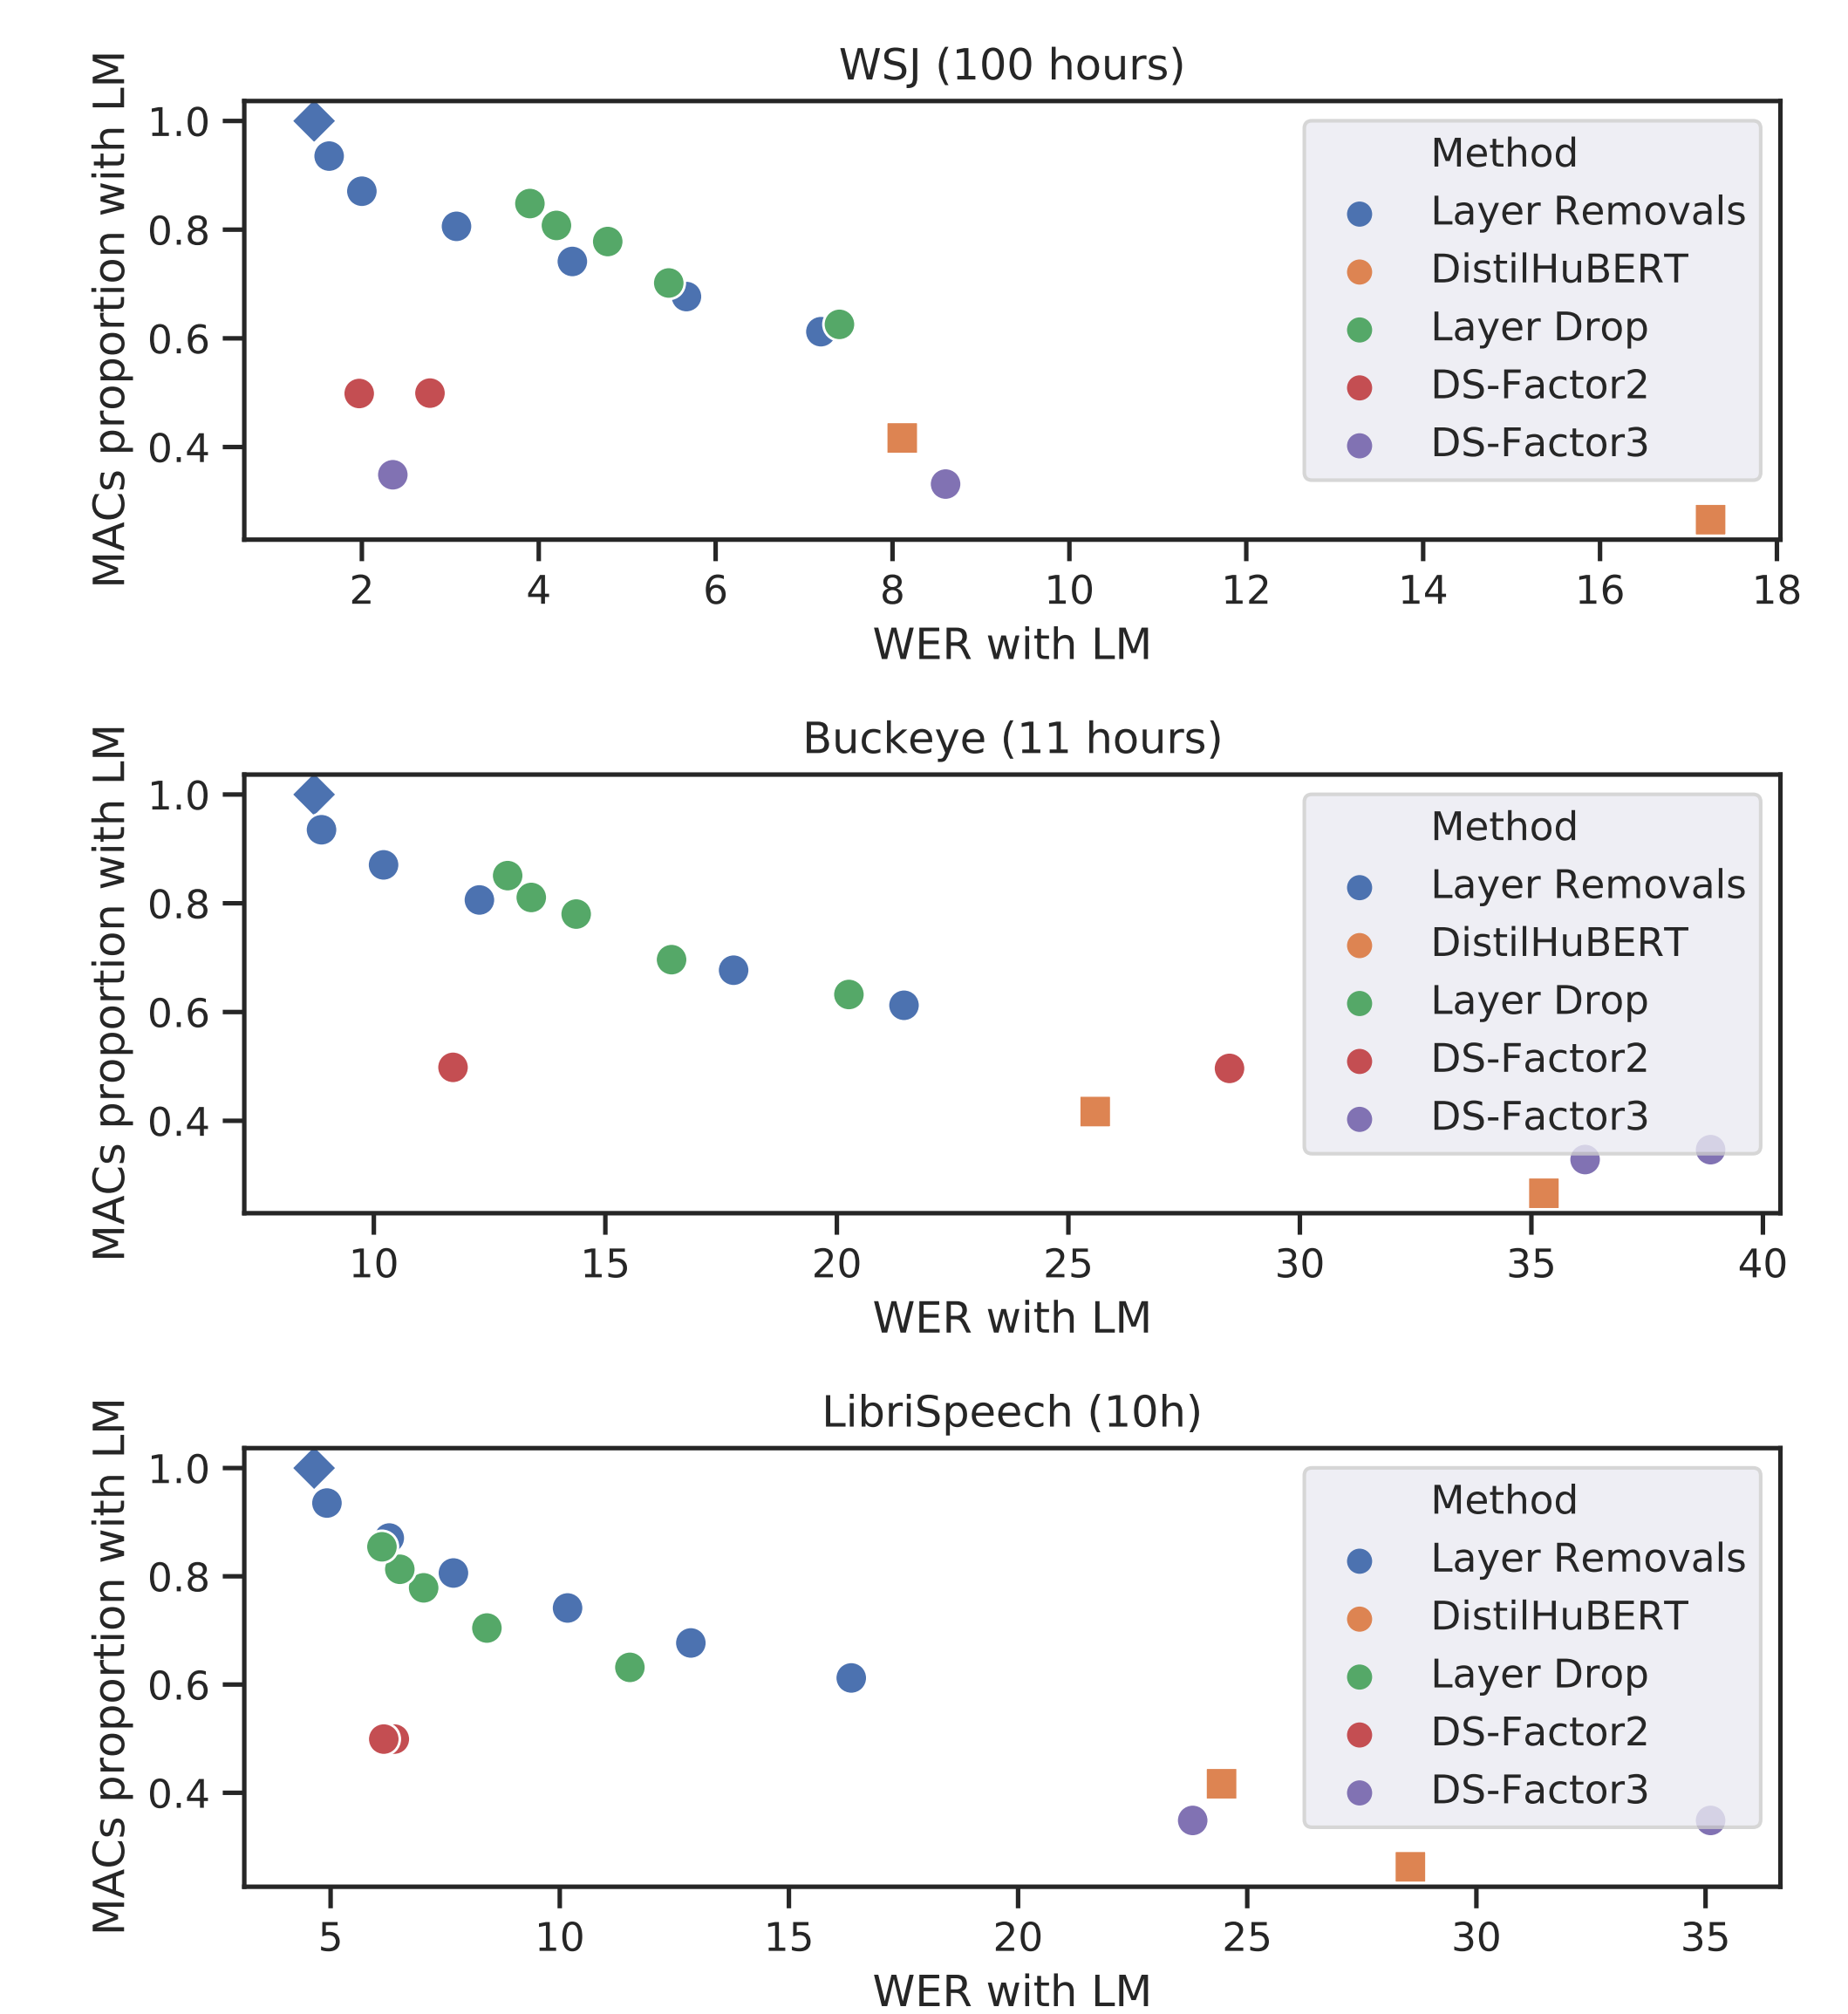 WSJ (100 hours)
MACs proportion with LM
1.0
0.8
0.6
0.4
Method
Layer Removals
DistilHuBERT
Layer Drop
DS-Factor2
DS-Factor3
2 4 6 8 10 12 14 16 18
WER with LM
Buckeye (11 hours)
MACs proportion with LM
1.0
0.8
0.6
0.4
Method
Layer Removals
DistilHuBERT
Layer Drop
DS-Factor2
DS-Factor3
10 15 20 25 30 35 40
WER with LM
LibriSpeech (10h)
MACs proportion with LM
1.0
0.8
0.6
0.4
Method
Layer Removals
DistilHuBERT
Layer Drop
DS-Factor2
DS-Factor3
5 10 15 20 25 30 35
WER with LM